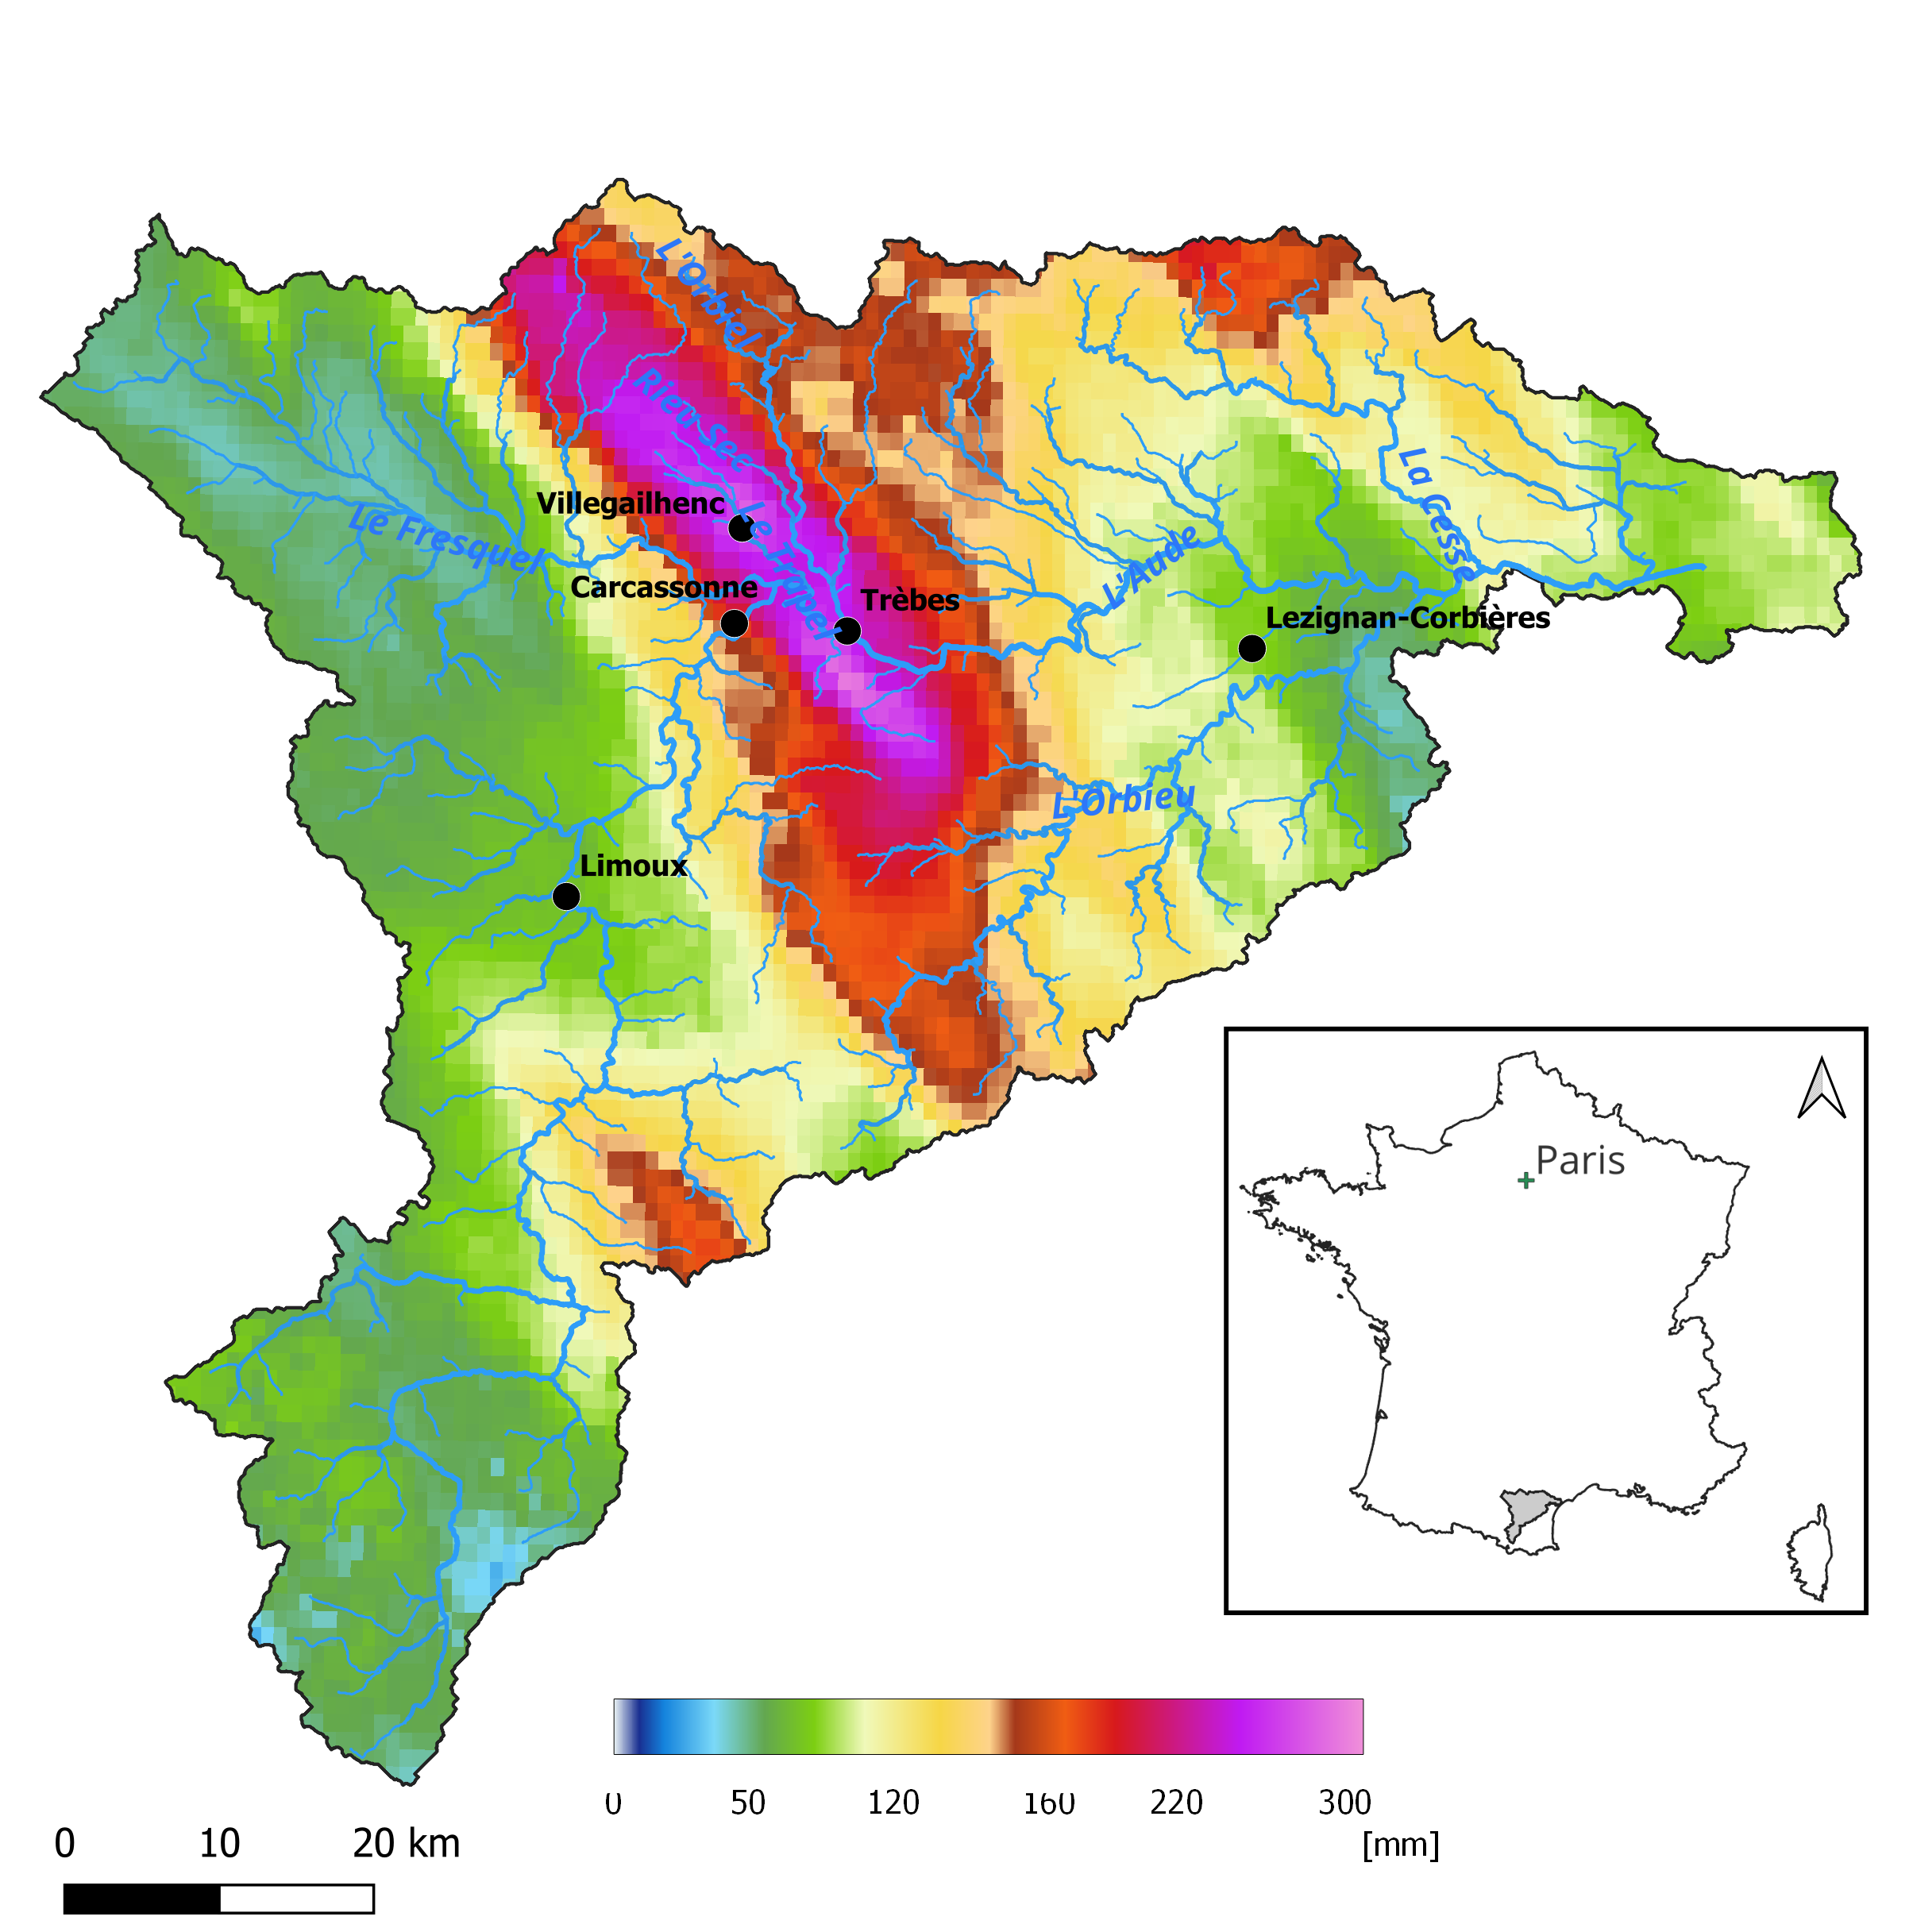 L'Orbiel
Rieu Sec
Villegailhenc
Le Trapel
Le Fresquel
La Cesse
L'Aude
Carcassonne
Trèbes
Lezignan-Corbières
L'Orbieu
Limoux
Paris
0 50 120 160 220 300
[mm]
0 10 20 km